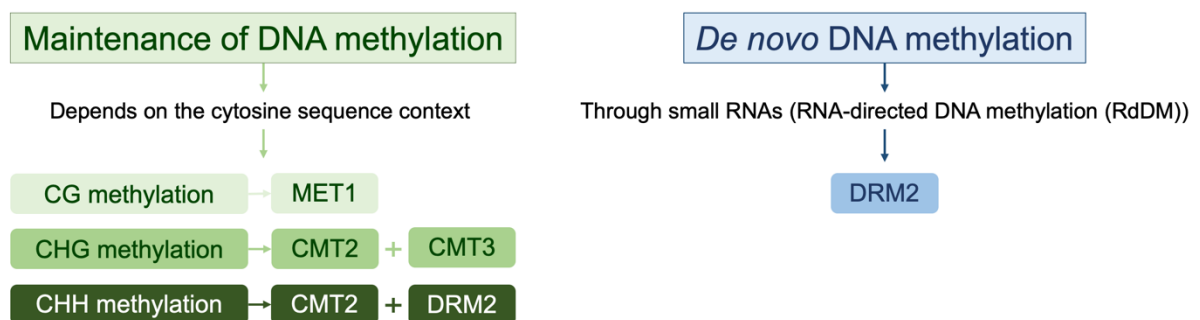 Maintenance of DNA methylation
Depends on the cytosine sequence context
CG methylation MET1
CHG methylation CMT2 + CMT3
CHH methylation CMT2 + DRM2
De novo DNA methylation
Through small RNAs (RNA-directed DNA methylation (RdDM))
DRM2